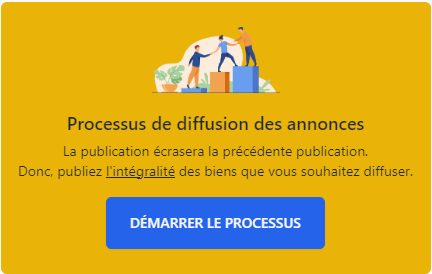 Processus de diffusion des annonces
La publication écrasera la précédente publication.
Donc, publiez l'intégralité des biens que vous souhaitez diffuser.
DÉMARRER LE PROCESSUS